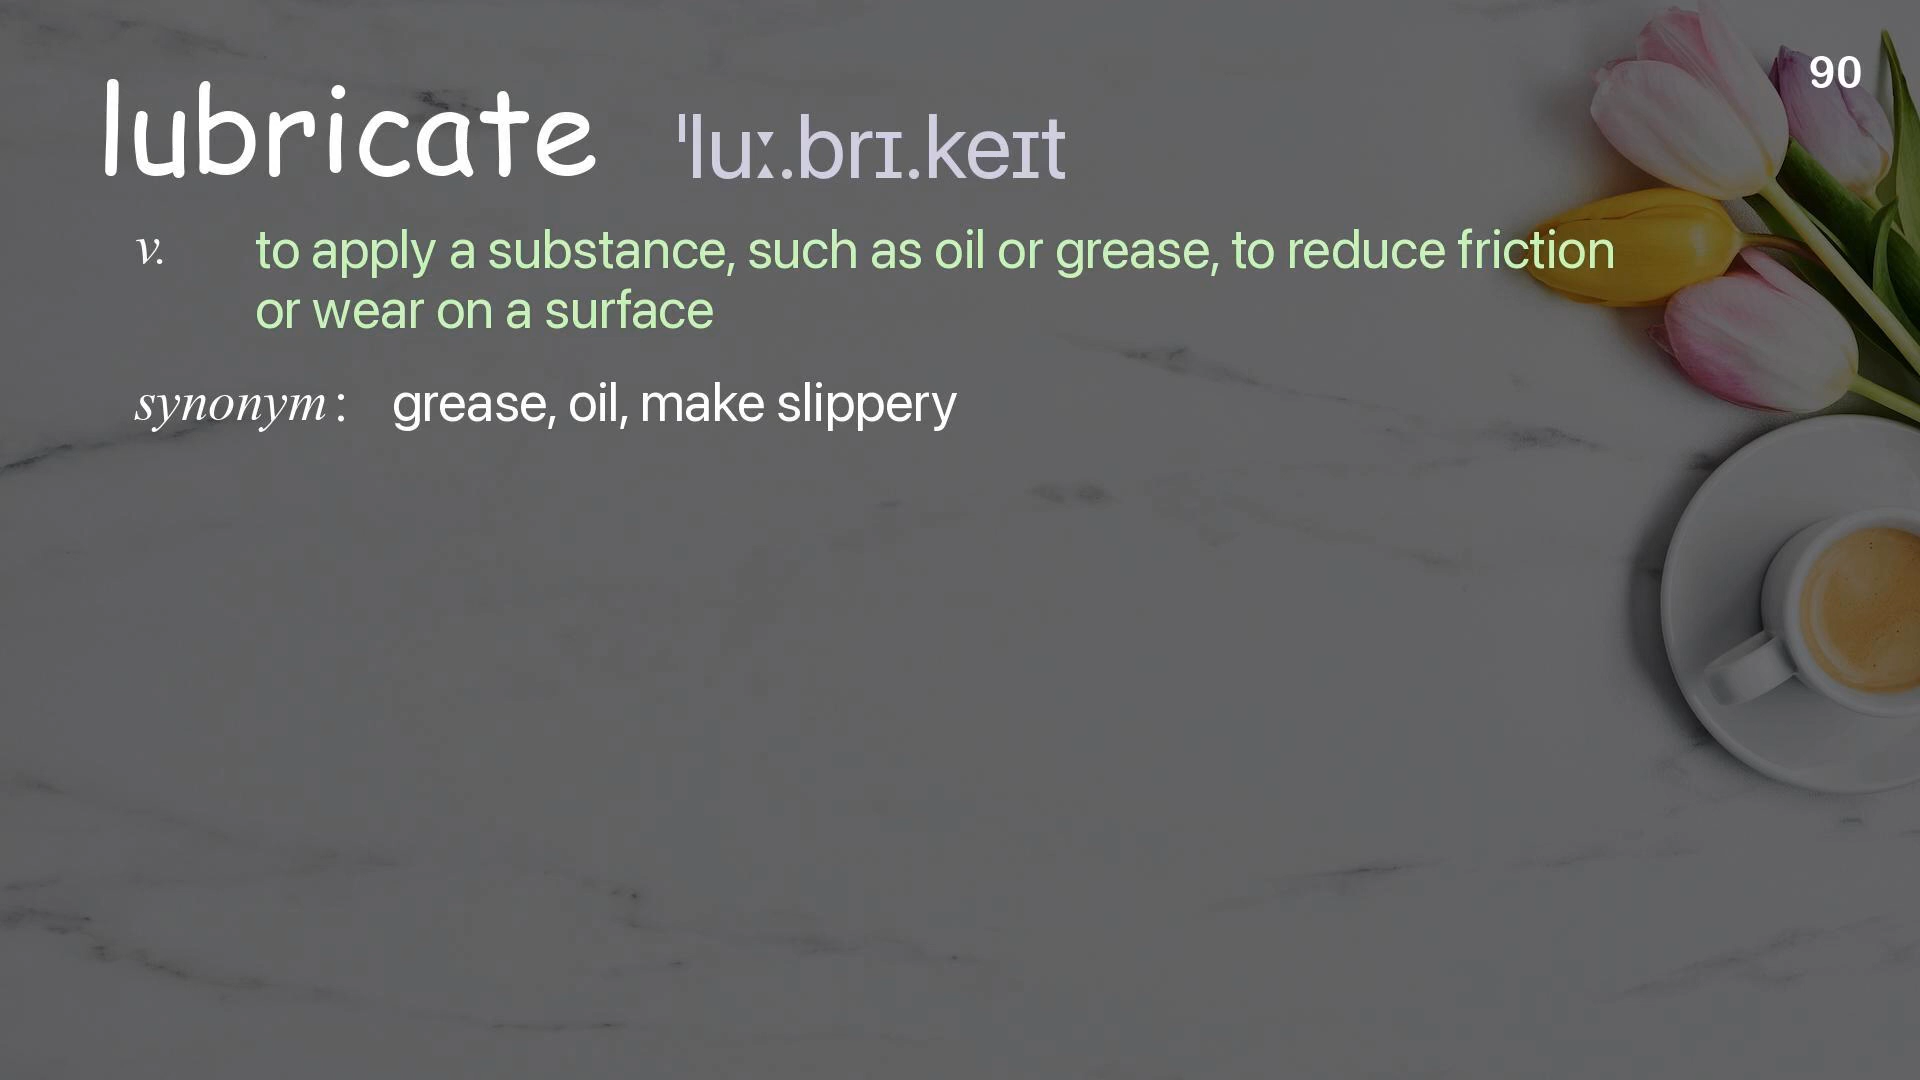 90
lubricate ˈluː.brɪ.keɪt
v. to apply a substance, such as oil or grease, to reduce friction
or wear on a surface
synonym : grease, oil, make slippery